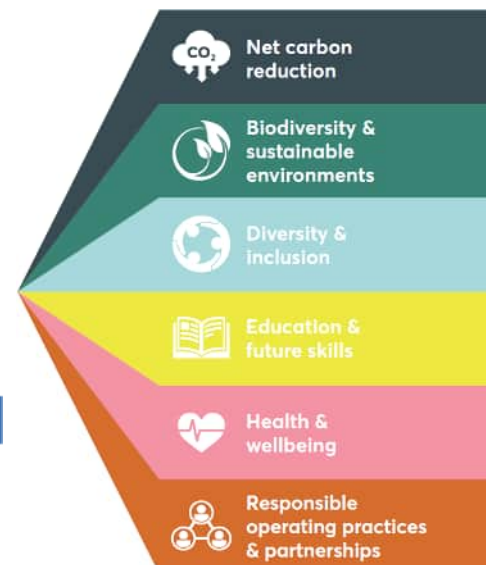 CO₂
Net carbon
reduction
Biodiversity &
sustainable
environments
Diversity &
inclusion
Education &
future skills
Health &
wellbeing
Responsible
operating practices
& partnerships